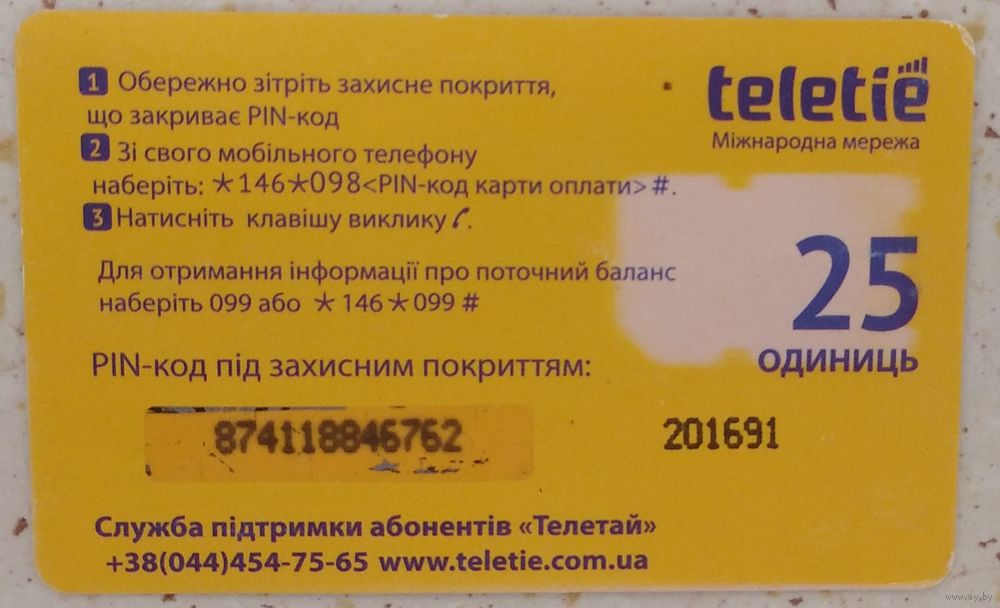 teletie
Міжнародна мережа
1 Обережно зітріть захисне покриття,
що закриває PIN-код
2 Зі свого мобільного телефону
наберіть: *146*098<PIN-код карти оплати>#.
3 Натисніть клавішу виклику.
Для отримання інформації про поточний баланс
наберіть 099 або *146*099#
25
ОДИНИЦЬ
PIN-код під захисним покриттям:
874118846762
201691
Служба підтримки абонентів «Телетай»
+38(044)454-75-65 www.teletie.com.ua
www.ay.by